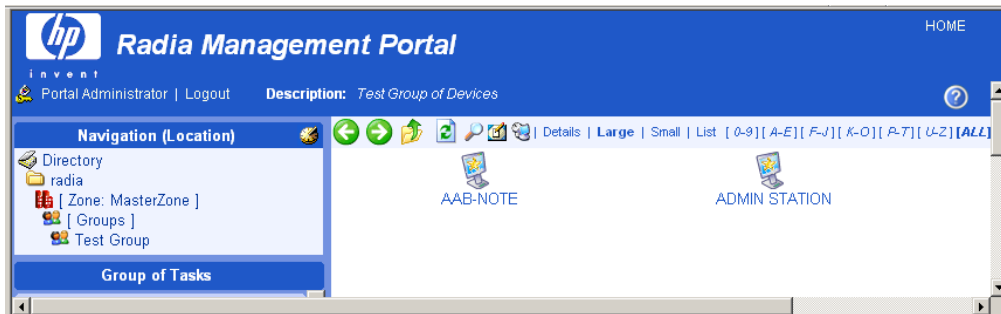 hp
HOME
Radia Management Portal
invent
Portal Administrator | Logout Description: Test Group of Devices
?
Navigation (Location)
| Details | Large | Small | List [ 0-9 ] [ A-E ] [ F-J ] [ K-O ] [ P-T ] [ U-Z ] [ALL]
Directory
radia
[ Zone: MasterZone ]
[ Groups ]
Test Group
AAB-NOTE ADMIN STATION
Group of Tasks